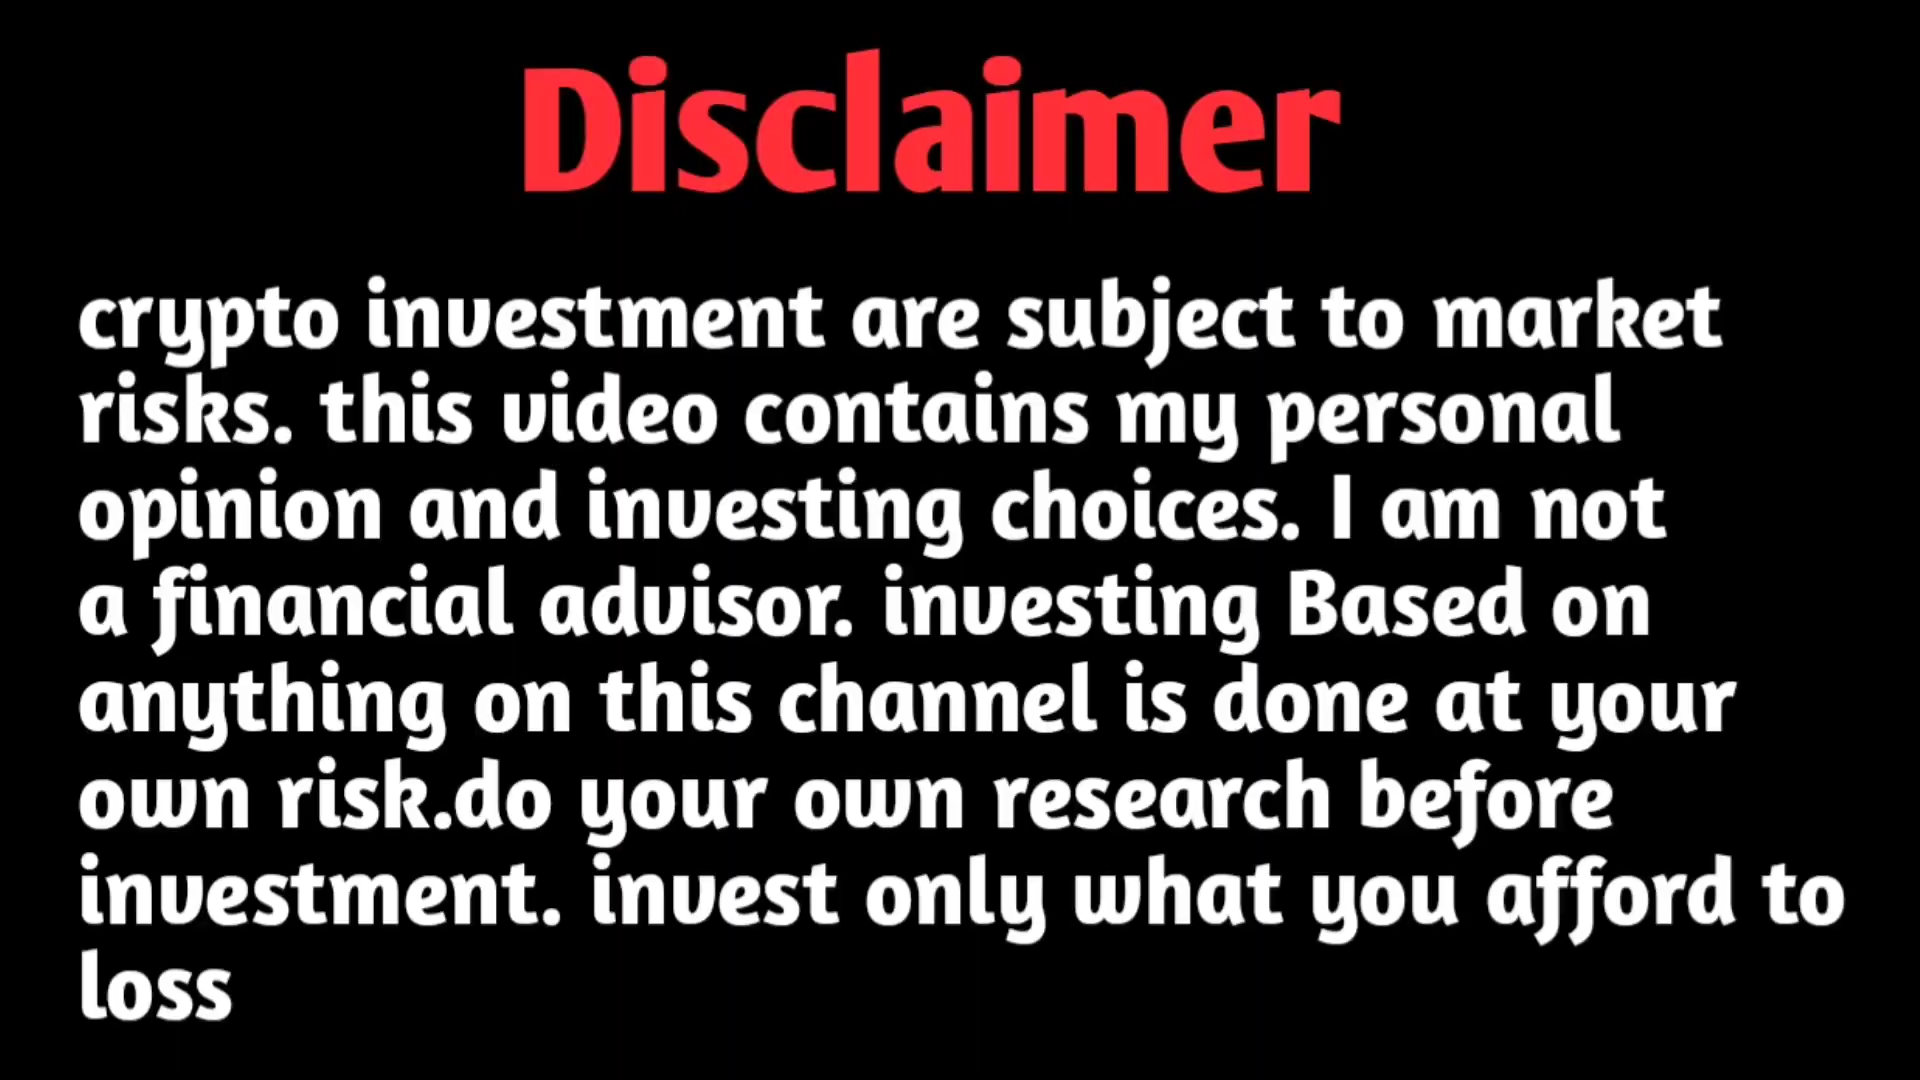 Disclaimer
crypto investment are subject to market
risks. this video contains my personal
opinion and investing choices. I am not
a financial advisor. investing Based on
anything on this channel is done at your
own risk.do your own research before
investment. invest only what you afford to
loss